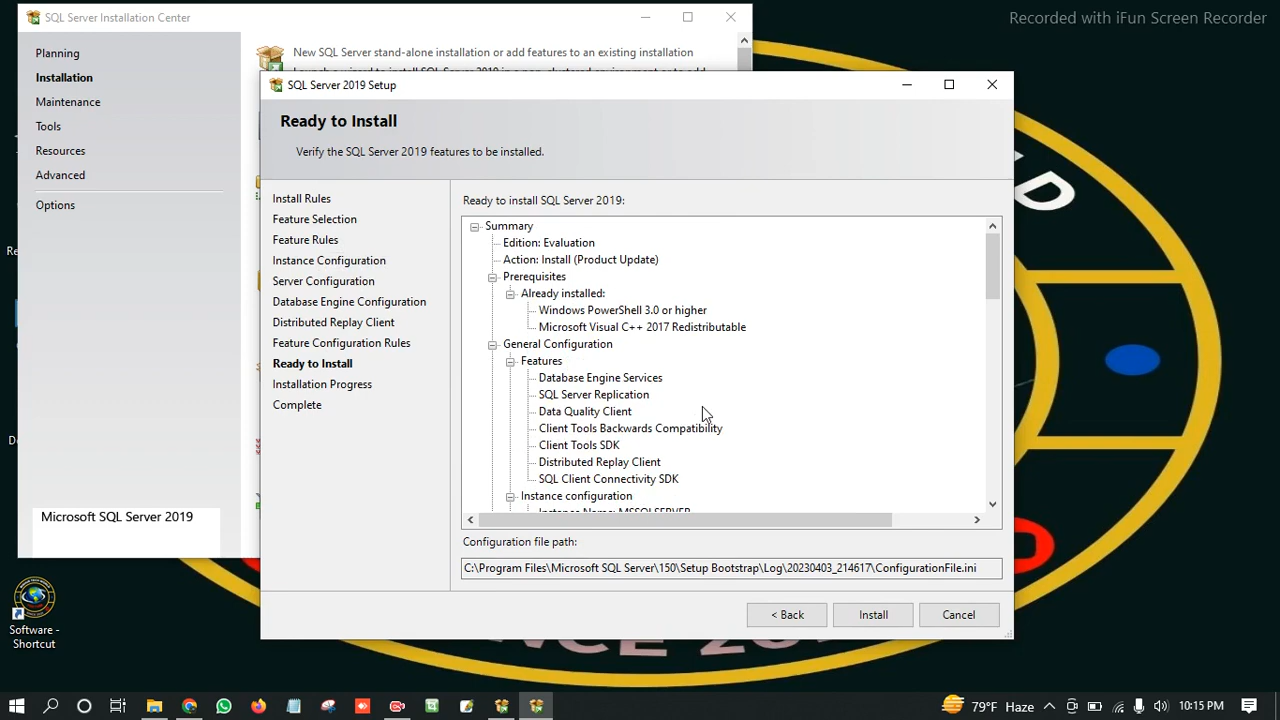 Recorded with iFun Screen Recorder
SQL Server Installation Center
Planning
Installation
Maintenance
Tools
Resources
Advanced
Options
Microsoft SQL Server 2019
New SQL Server stand-alone installation or add features to an existing installation
SQL Server 2019 Setup
Ready to Install
Verify the SQL Server 2019 features to be installed.
Install Rules
Feature Selection
Feature Rules
Instance Configuration
Server Configuration
Database Engine Configuration
Distributed Replay Client
Feature Configuration Rules
Ready to Install
Installation Progress
Complete
Ready to install SQL Server 2019:
Summary
Edition: Evaluation
Action: Install (Product Update)
Prerequisites
Already installed:
Windows PowerShell 3.0 or higher
Microsoft Visual C++ 2017 Redistributable
General Configuration
Features
Database Engine Services
SQL Server Replication
Data Quality Client
Client Tools Backwards Compatibility
Client Tools SDK
Distributed Replay Client
SQL Client Connectivity SDK
Instance configuration
Instance Name: MSSQLSERVER
Configuration file path:
C:\Program Files\Microsoft SQL Server\150\Setup Bootstrap\Log\20230403_214617\ConfigurationFile.ini
< Back
Install
Cancel
Software -
Shortcut
79°F Haze
10:15 PM